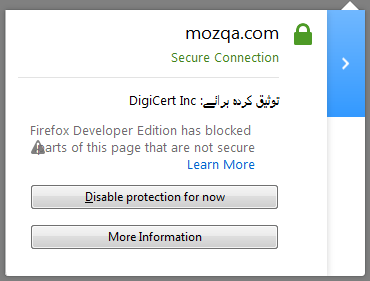 mozqa.com
Secure Connection
توثیق کردہ برائے: DigiCert Inc
Firefox Developer Edition has blocked
arts of this page that are not secure
Learn More
Disable protection for now
More Information